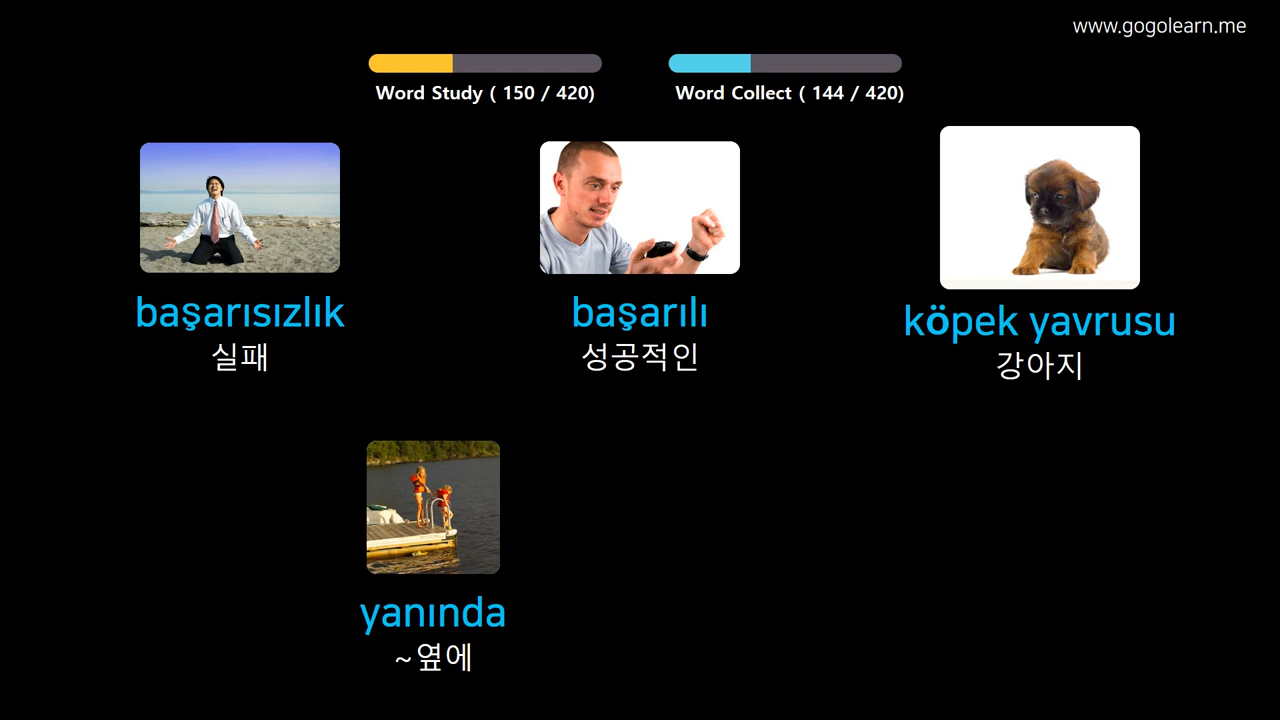 www.gogolearn.me
Word Study ( 150 / 420)
Word Collect ( 144 / 420)
başarısızlık
실패
başarılı
성공적인
köpek yavrusu
강아지
yanında
~옆에